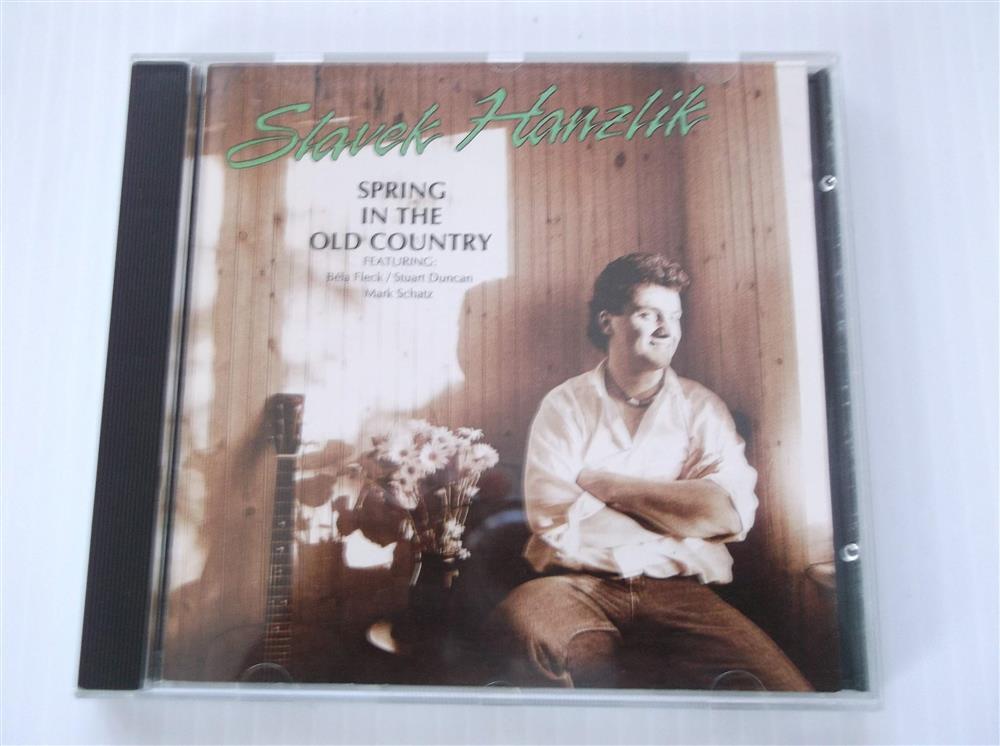 Slavek Hanzlik
SPRING
IN THE
OLD COUNTRY
FEATURING:
Béla Fleck / Stuart Duncan
Mark Schatz